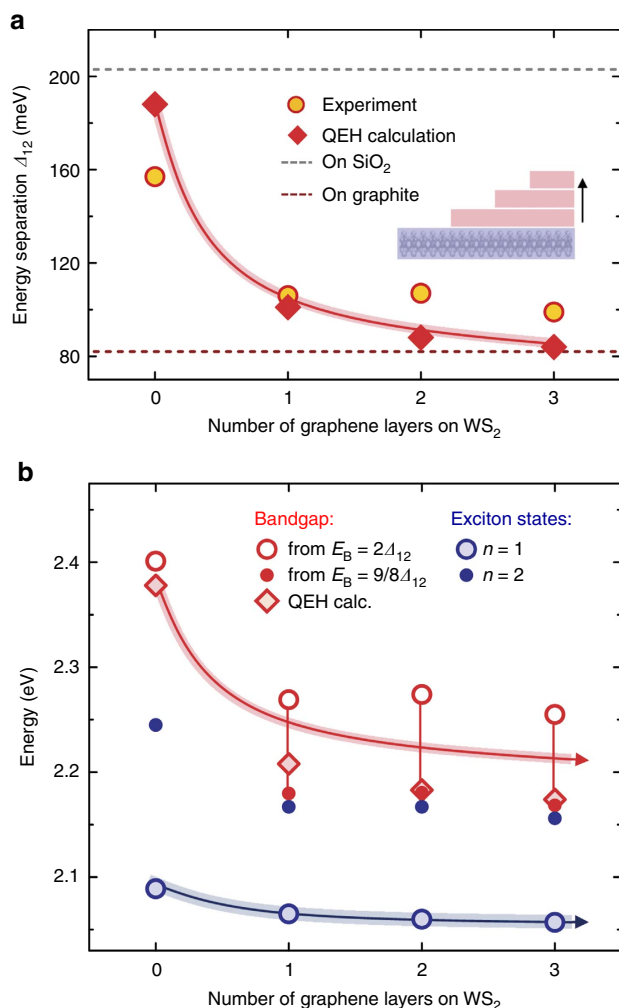 a
200
160
120
80
Energy separation Δ₁₂ (meV)
Experiment
QEH calculation
On SiO₂
On graphite
0 1 2 3
Number of graphene layers on WS₂
b
Bandgap:
from E_B = 2Δ₁₂
from E_B = 9/8Δ₁₂
QEH calc.
Exciton states:
n = 1
n = 2
2.4
2.3
2.2
2.1
Energy (eV)
0 1 2 3
Number of graphene layers on WS₂